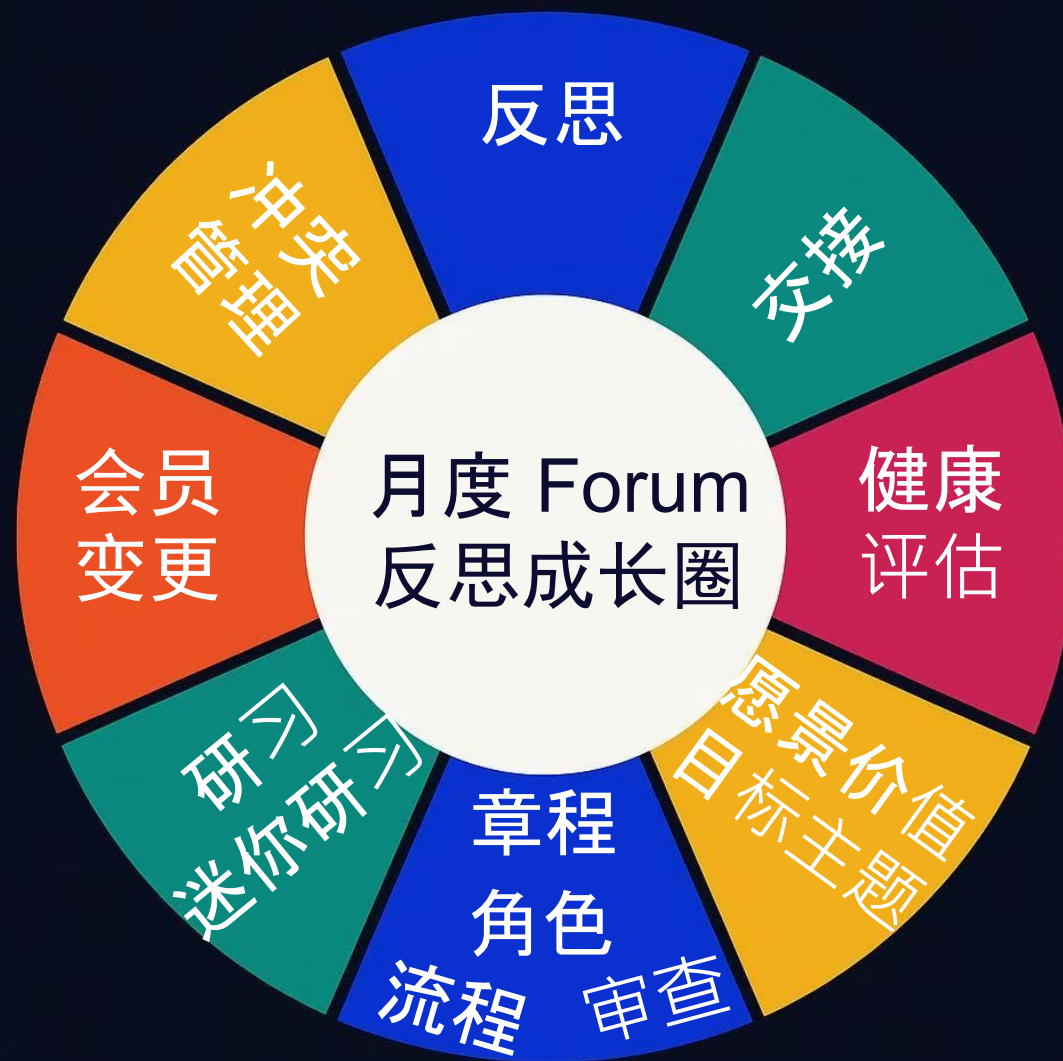 反思
交接
健康
评估
愿景价值
目标主题
章程
角色
流程 审查
研习
迷你研习
会员
变更
冲突
管理
月度 Forum
反思成长圈